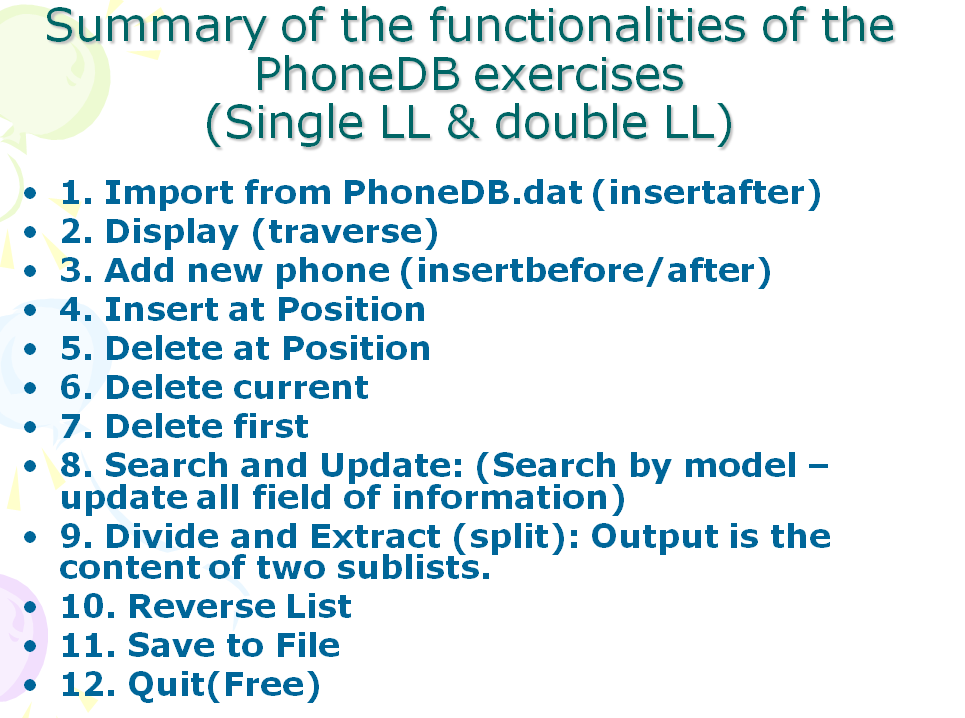 Summary of the functionalities of the
PhoneDB exercises
(Single LL & double LL)
• 1. Import from PhoneDB.dat (insertafter)
• 2. Display (traverse)
• 3. Add new phone (insertbefore/after)
• 4. Insert at Position
• 5. Delete at Position
• 6. Delete current
• 7. Delete first
• 8. Search and Update: (Search by model –
update all field of information)
• 9. Divide and Extract (split): Output is the
content of two sublists.
• 10. Reverse List
• 11. Save to File
• 12. Quit(Free)